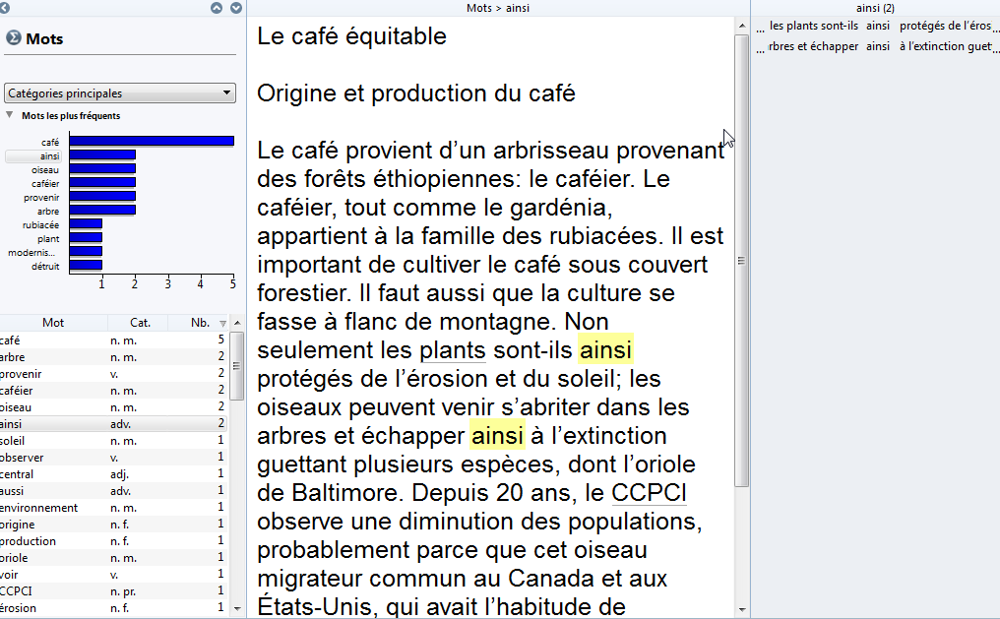 Mots
Catégories principales
Mots les plus fréquents
café
ainsi
oiseau
caféier
provenir
arbre
rubiacée
plant
modernis...
détruit
1 2 3 4 5
Mot Cat. Nb.
café n. m. 5
arbre n. m. 2
provenir v. 2
caféier n. m. 2
oiseau n. m. 2
ainsi adv. 2
soleil n. m. 1
observer v. 1
central adj. 1
aussi adv. 1
environnement n. m. 1
origine n. f. 1
production n. f. 1
oriole n. m. 1
voir v. 1
CCPCI n. pr. 1
érosion n. f. 1
Mots > ainsi
Le café équitable
Origine et production du café
Le café provient d’un arbrisseau provenant
des forêts éthiopiennes: le caféier. Le
caféier, tout comme le gardénia,
appartient à la famille des rubiacées. Il est
important de cultiver le café sous couvert
forestier. Il faut aussi que la culture se
fasse à flanc de montagne. Non
seulement les plants sont-ils ainsi
protégés de l’érosion et du soleil; les
oiseaux peuvent venir s’abriter dans les
arbres et échapper ainsi à l’extinction
guettant plusieurs espèces, dont l’oriole
de Baltimore. Depuis 20 ans, le CCPCI
observe une diminution des populations,
probablement parce que cet oiseau
migrateur commun au Canada et aux
États-Unis, qui avait l’habitude de
ainsi (2)
... les plants sont-ils ainsi protégés de l’éros...
... rbres et échapper ainsi à l’extinction guet...